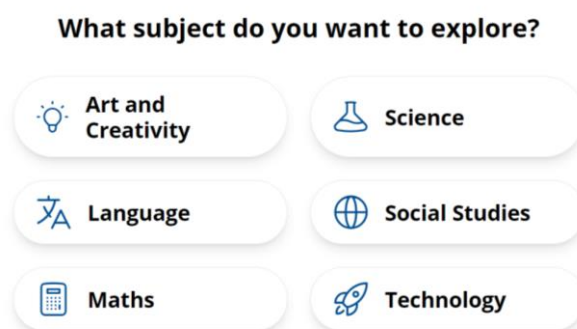 What subject do you want to explore?
Art and
Creativity
Science
Language
Social Studies
Maths
Technology